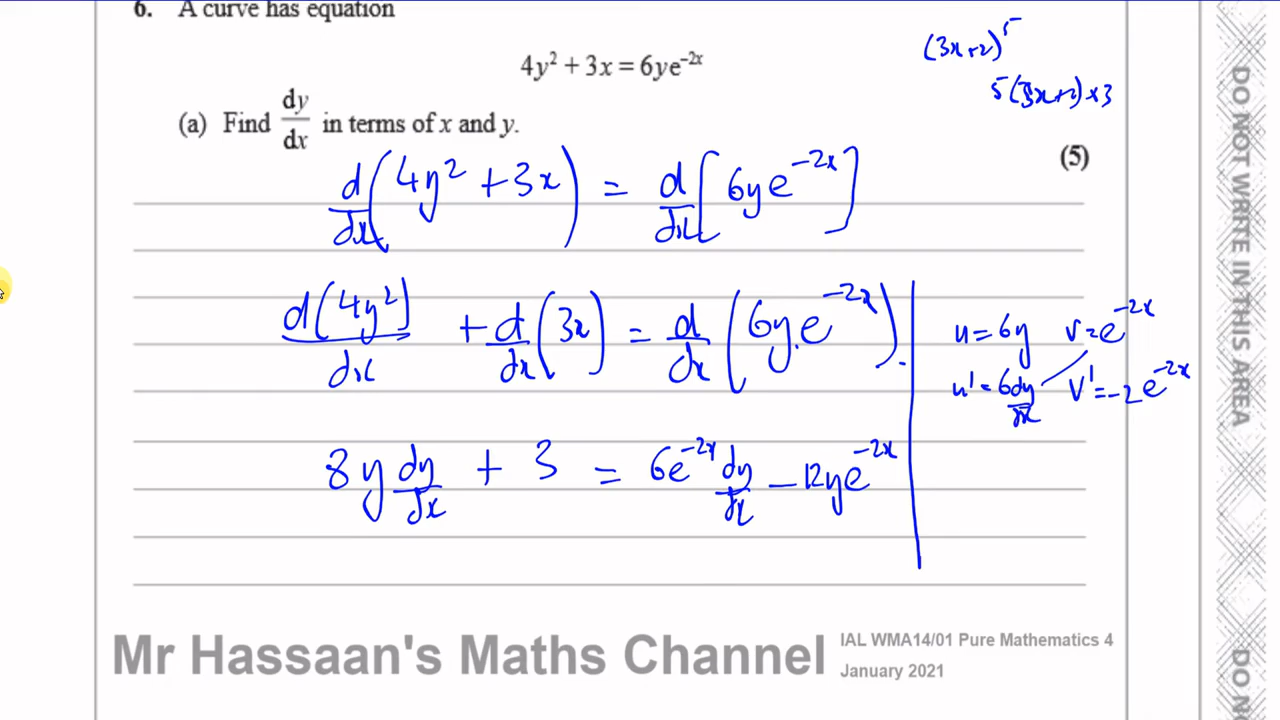 6. A curve has equation
4y² + 3x = 6ye⁻²ˣ
(3x+2)⁵
5(3x+2)×3
(a) Find dy/dx in terms of x and y.
(5)
d/dx(4y² + 3x) = d/dx[6ye⁻²ˣ]
d(4y²)/dx + d/dx(3x) = d/dx(6y.e⁻²ˣ).
u = 6y v = e⁻²ˣ
u' = 6dy/dx v' = -2e⁻²ˣ
8y dy/dx + 3 = 6e⁻²ˣ dy/dx - 12ye⁻²ˣ
Mr Hassaan's Maths Channel
IAL WMA14/01 Pure Mathematics 4
January 2021
DO NOT WRITE IN THIS AREA
DO N